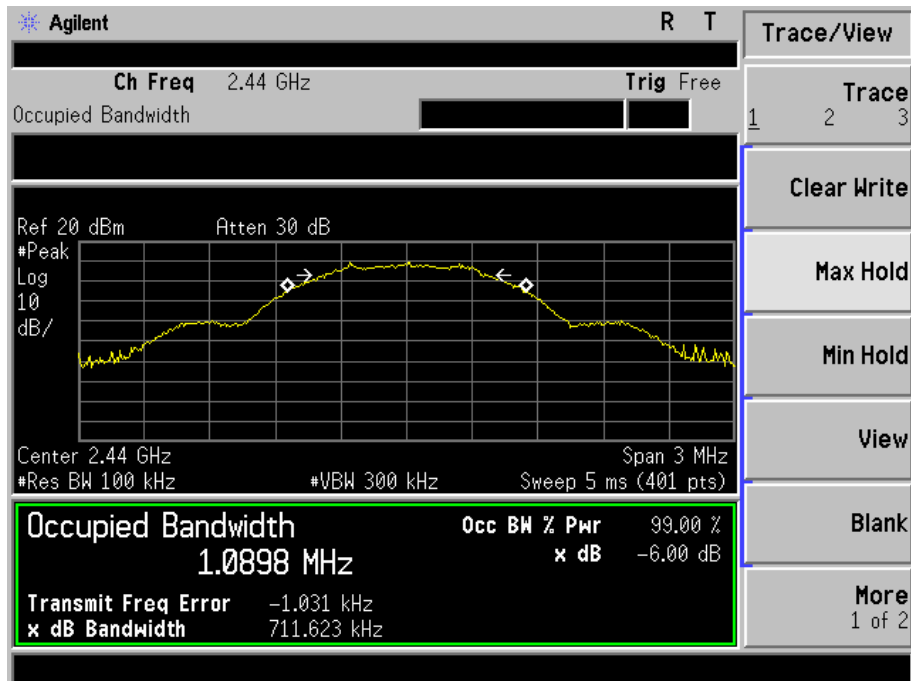 Agilent R T
Ch Freq 2.44 GHz Trig Free
Occupied Bandwidth
Ref 20 dBm Atten 30 dB
#Peak
Log
10
dB/
Center 2.44 GHz Span 3 MHz
#Res BW 100 kHz #VBW 300 kHz Sweep 5 ms (401 pts)
Occupied Bandwidth Occ BW % Pwr 99.00 %
1.0898 MHz x dB -6.00 dB
Transmit Freq Error -1.031 kHz
x dB Bandwidth 711.623 kHz
Trace/View
Trace
1 2 3
Clear Write
Max Hold
Min Hold
View
Blank
More
1 of 2